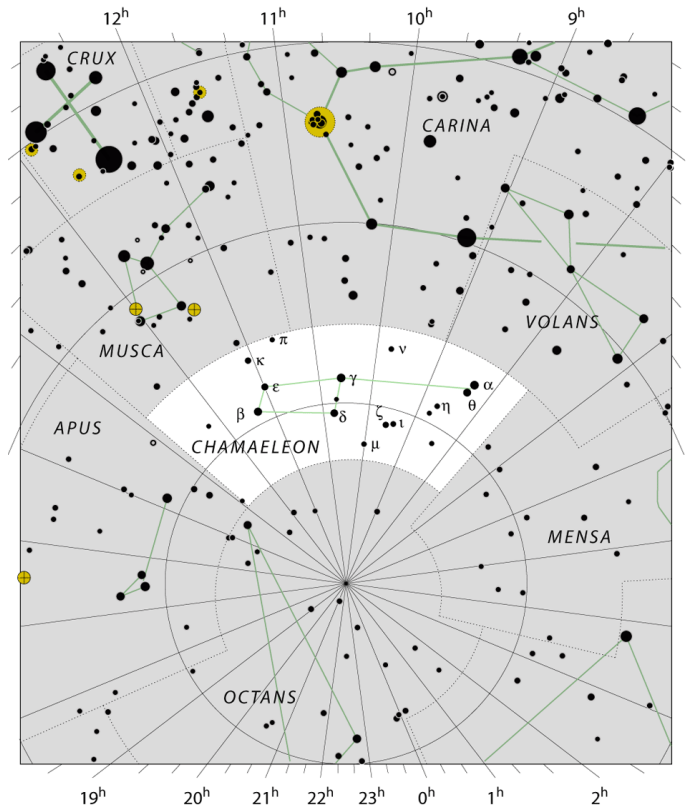 12h 11h 10h 9h
CRUX
CARINA
VOLANS
π
ν
κ
MUSCA
ε γ α
θ
β δ ζ ι η
APUS
CHAMAELEON μ
MENSA
OCTANS
19h 20h 21h 22h 23h 0h 1h 2h